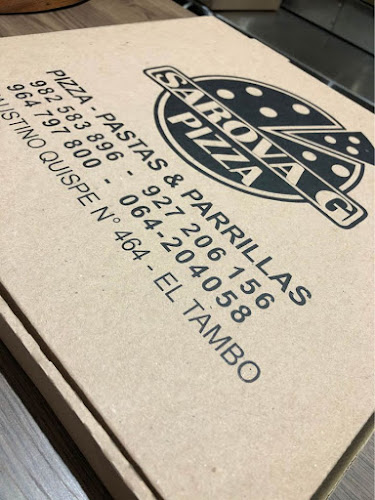 SAROVA G
PIZZA
PIZZA - PASTAS & PARRILLAS
982 583 896 - 927 206 156
964 797 800 - 064-204058
AUSTINO QUISPE N° 464 - EL TAMBO